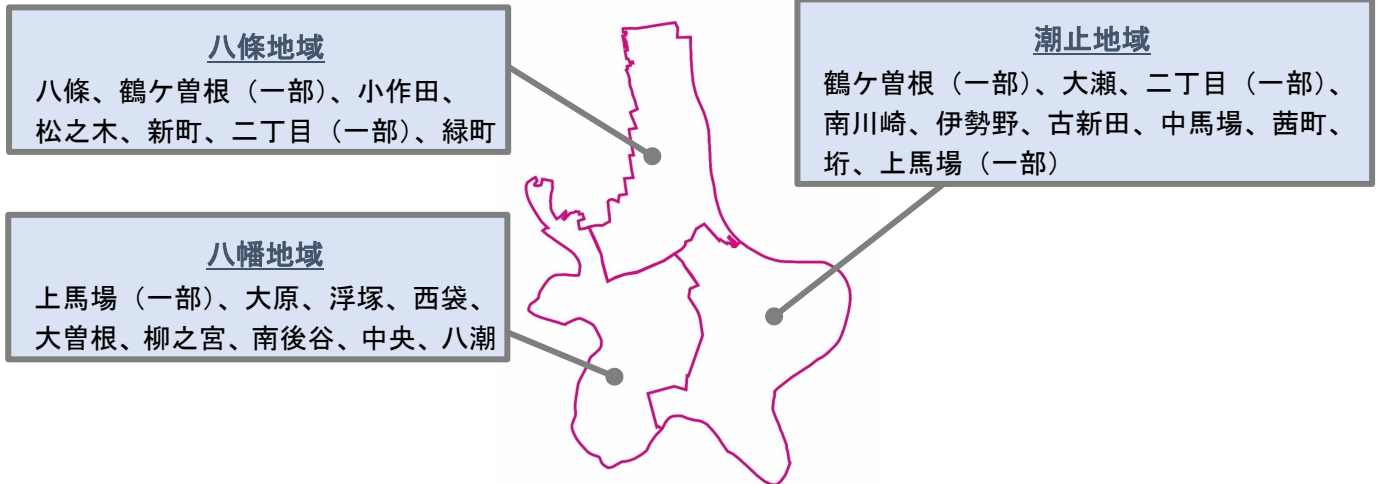 八條地域
八條、鶴ケ曽根（一部）、小作田、
松之木、新町、二丁目（一部）、緑町
八幡地域
上馬場（一部）、大原、浮塚、西袋、
大曽根、柳之宮、南後谷、中央、八潮
潮止地域
鶴ケ曽根（一部）、大瀬、二丁目（一部）、
南川崎、伊勢野、古新田、中馬場、茜町、
垳、上馬場（一部）